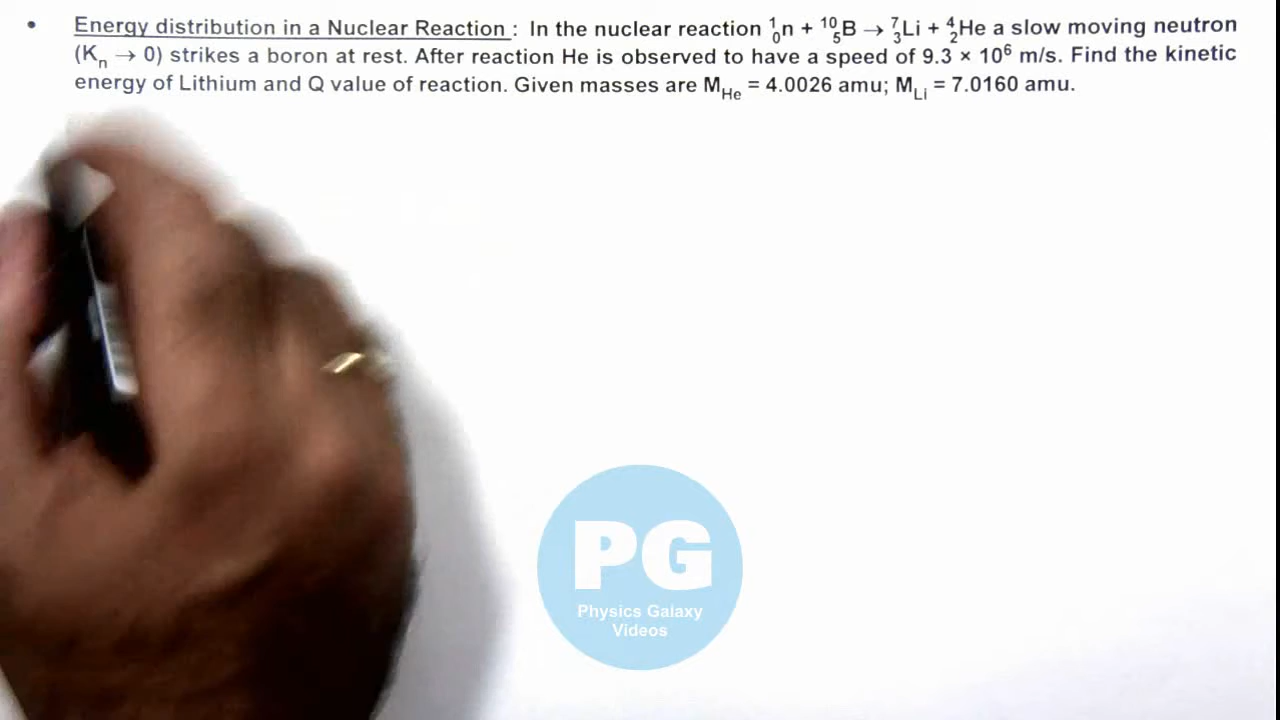 • Energy distribution in a Nuclear Reaction : In the nuclear reaction ¹₀n + ¹⁰₅B → ⁷₃Li + ⁴₂He a slow moving neutron
(Kₙ → 0) strikes a boron at rest. After reaction He is observed to have a speed of 9.3 × 10⁶ m/s. Find the kinetic
energy of Lithium and Q value of reaction. Given masses are M_He = 4.0026 amu; M_Li = 7.0160 amu.
PG
Physics Galaxy
Videos